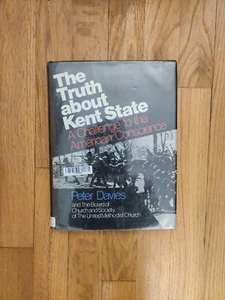 The
Truth
about
Kent State
A Challenge to the
American Conscience
Peter Davies
and The Board of
Church and Society
of The United Methodist Church